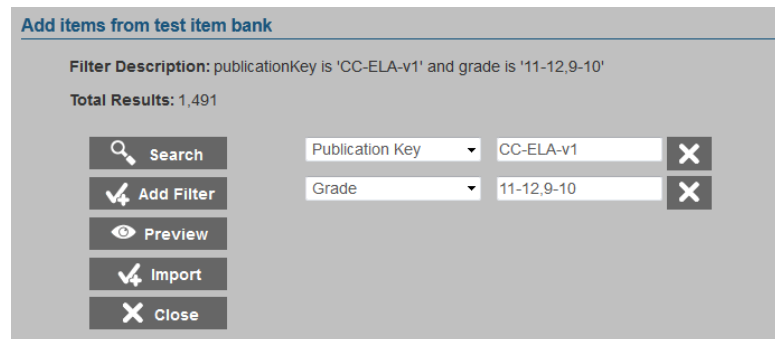 Add items from test item bank
Filter Description: publicationKey is 'CC-ELA-v1' and grade is '11-12,9-10'
Total Results: 1,491
Search Publication Key CC-ELA-v1
Add Filter Grade 11-12,9-10
Preview
Import
Close